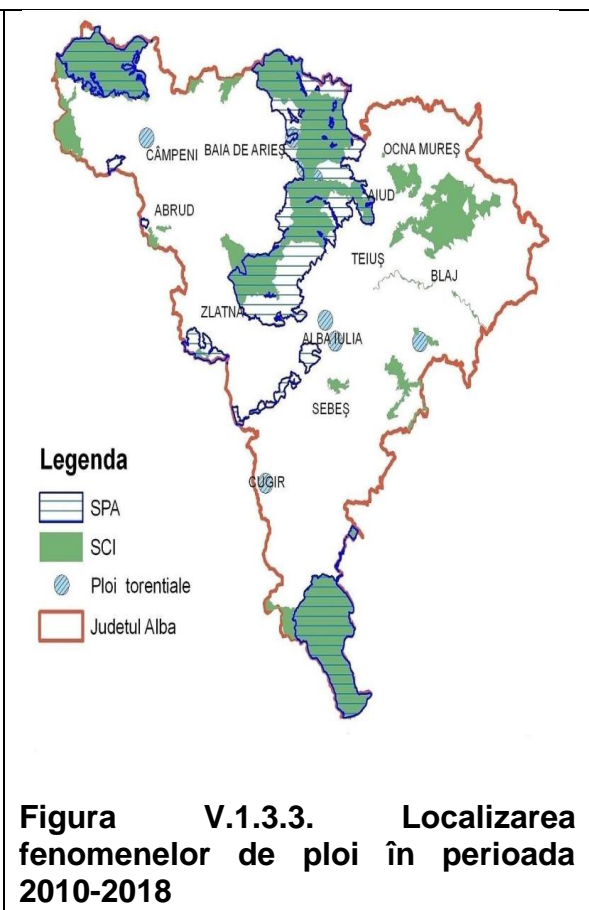 CÂMPENI
BAIA DE ARIEȘ
OCNA MUREȘ
AIUD
ABRUD
TEIUȘ
BLAJ
ZLATNA
ALBA IULIA
SEBEȘ
CUGIR
Legenda
SPA
SCI
Ploi torentiale
Judetul Alba
Figura V.1.3.3. Localizarea
fenomenelor de ploi în perioada
2010-2018